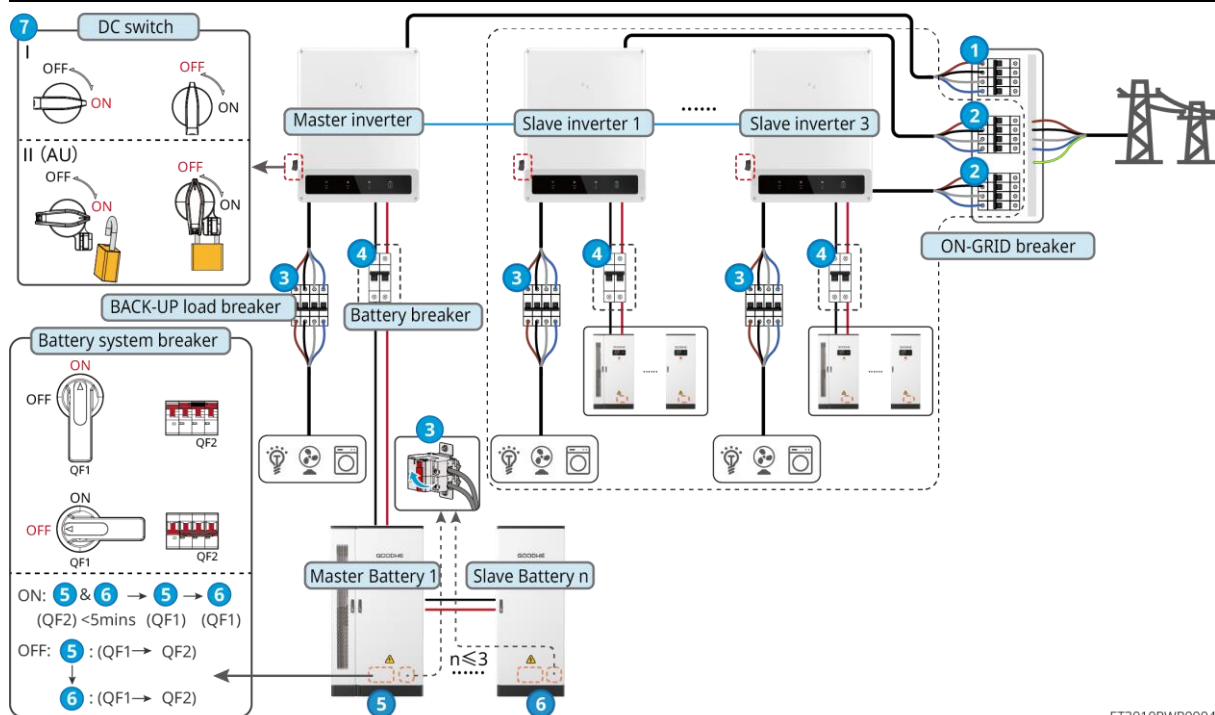 7
DC switch
I
OFF
ON
OFF
ON
II (AU)
OFF
ON
OFF
ON
Master inverter
Slave inverter 1
......
Slave inverter 3
1
2
2
ON-GRID breaker
3
4
3
4
3
4
BACK-UP load breaker
Battery breaker
Battery system breaker
ON
OFF
QF1
QF2
ON
OFF
QF1
QF2
ON: 5 & 6 → 5 → 6
(QF2) <5mins (QF1) (QF1)
OFF: 5 : (QF1→ QF2)
6 : (QF1→ QF2)
......
......
3
GOODWE
GOODWE
Master Battery 1
Slave Battery n
n≤3
......
5
6